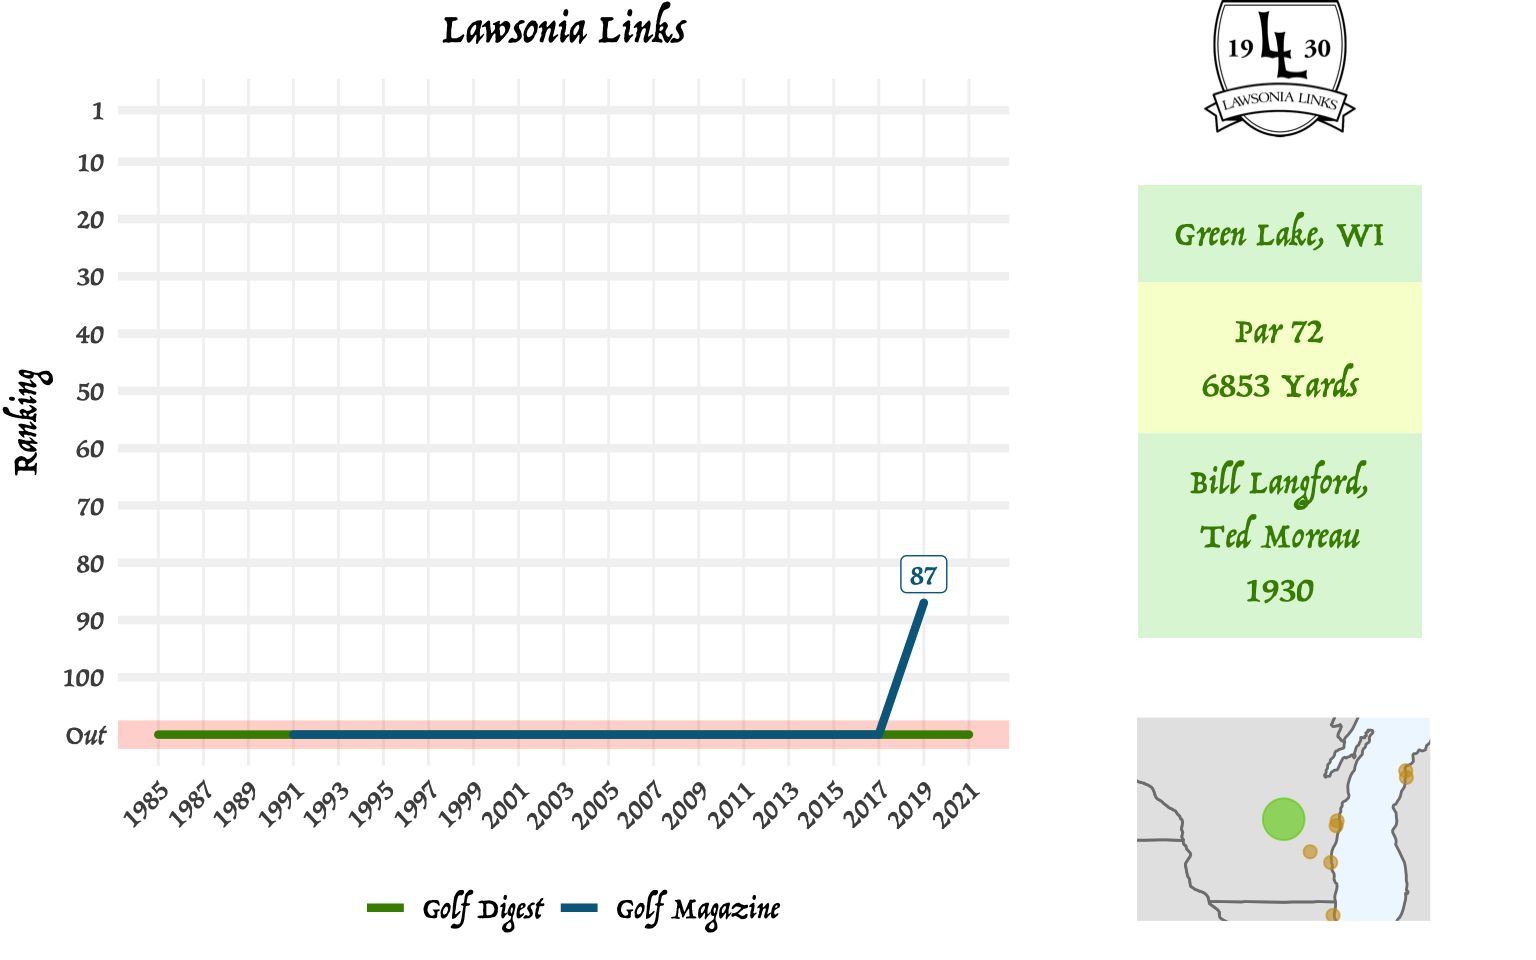 Lawsonia Links
Ranking
1
10
20
30
40
50
60
70
80
90
100
Out
87
1985
1987
1989
1991
1993
1995
1997
1999
2001
2003
2005
2007
2009
2011
2013
2015
2017
2019
2021
Golf Digest
Golf Magazine
19 LL 30
LAWSONIA LINKS
Green Lake, WI
Par 72
6853 Yards
Bill Langford,
Ted Moreau
1930